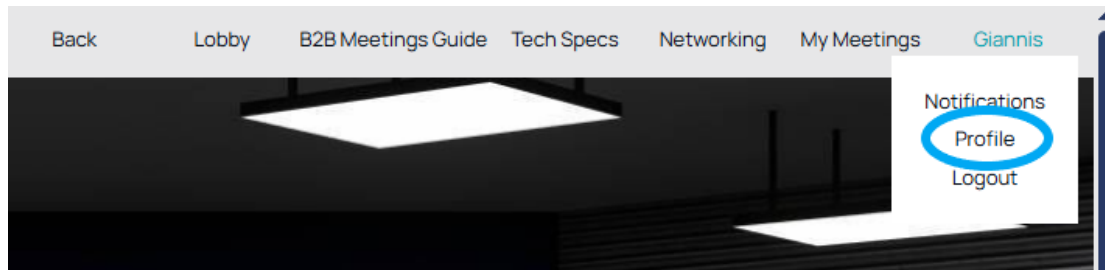 Back Lobby B2B Meetings Guide Tech Specs Networking My Meetings Giannis
Notifications
Profile
Logout